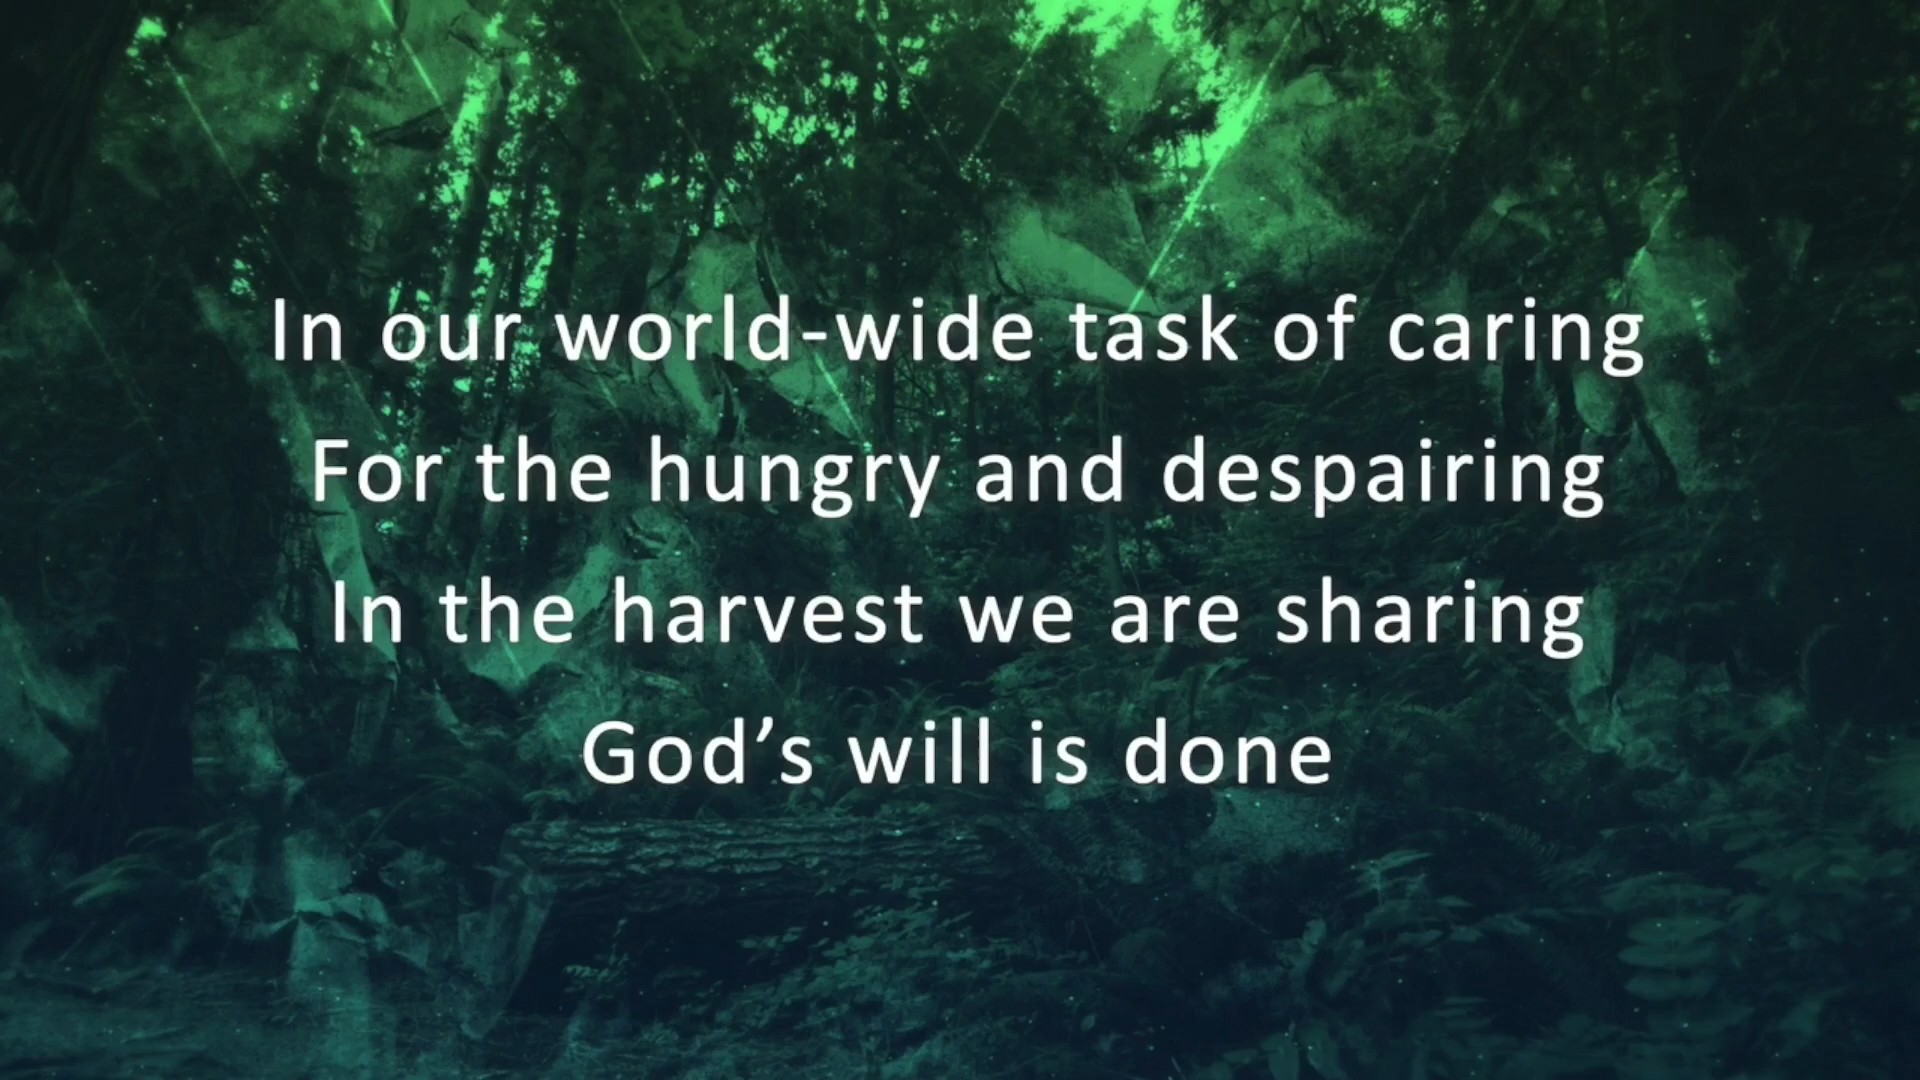 In our world-wide task of caring
For the hungry and despairing
In the harvest we are sharing
God’s will is done